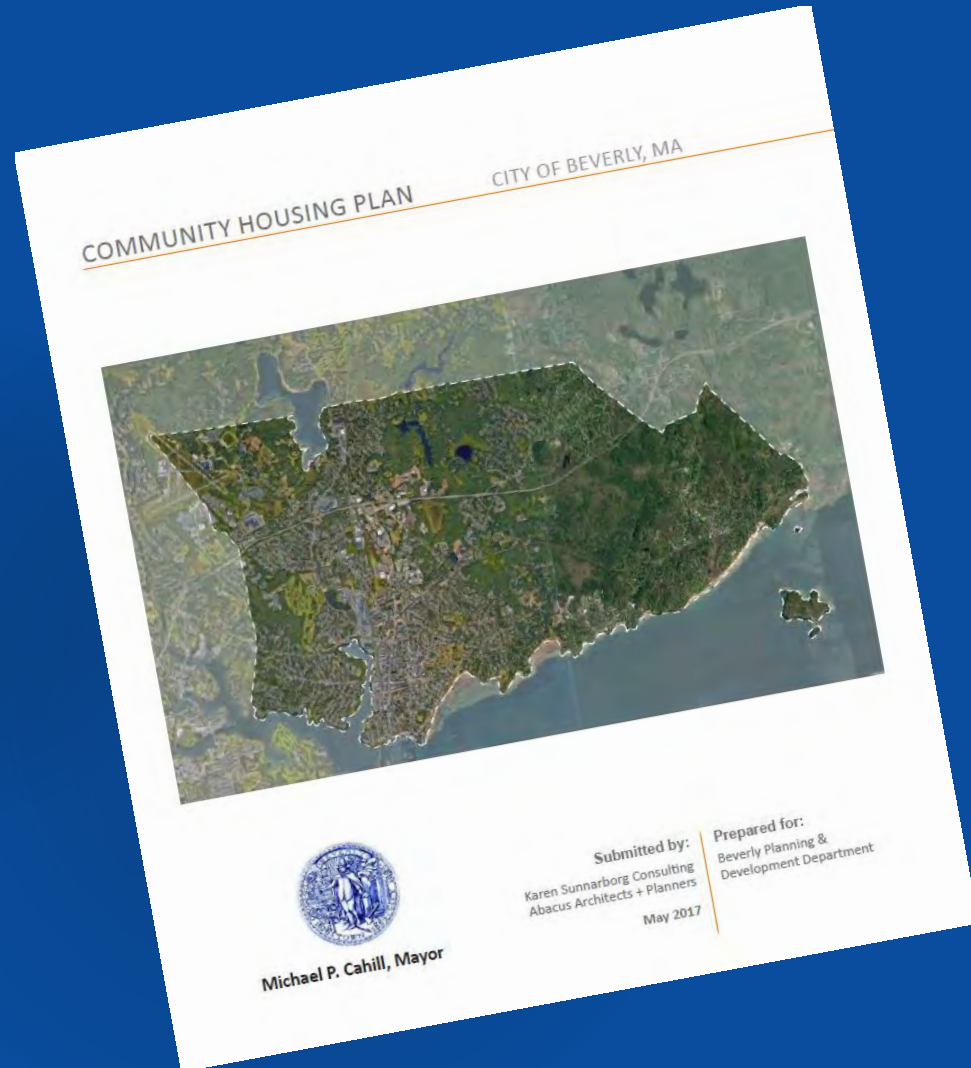 COMMUNITY HOUSING PLAN
CITY OF BEVERLY, MA
Michael P. Cahill, Mayor
Submitted by:
Karen Sunnarborg Consulting
Abacus Architects + Planners
May 2017
Prepared for:
Beverly Planning &
Development Department